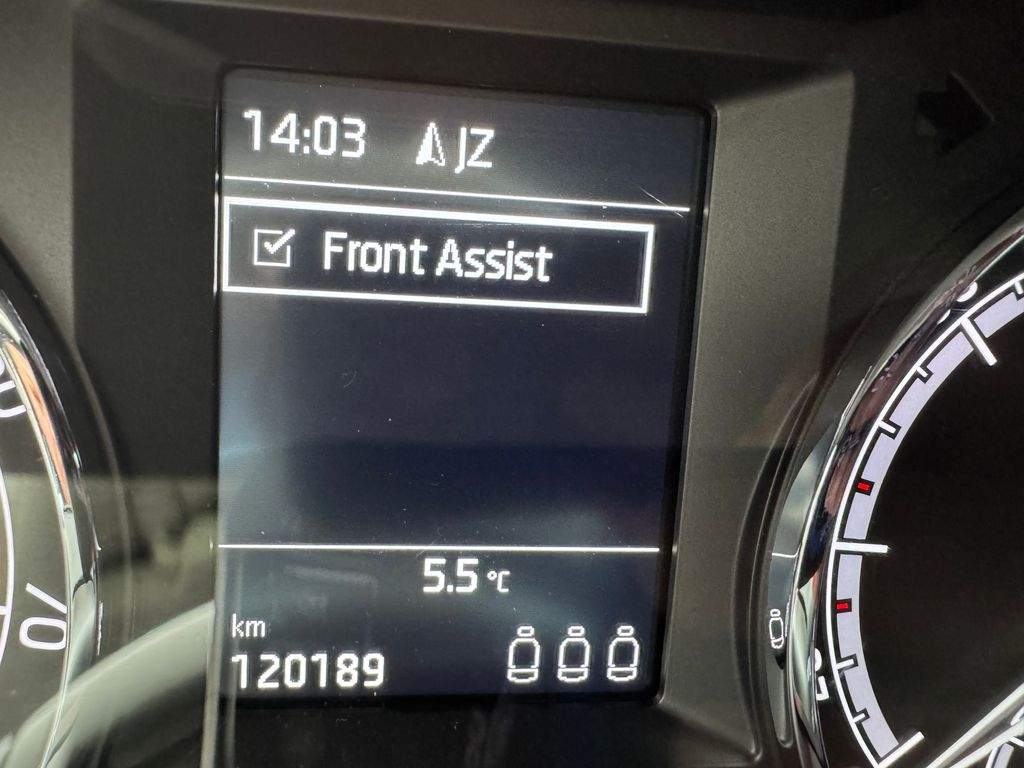 14:03 JZ
Front Assist
5.5 °C
km
120189